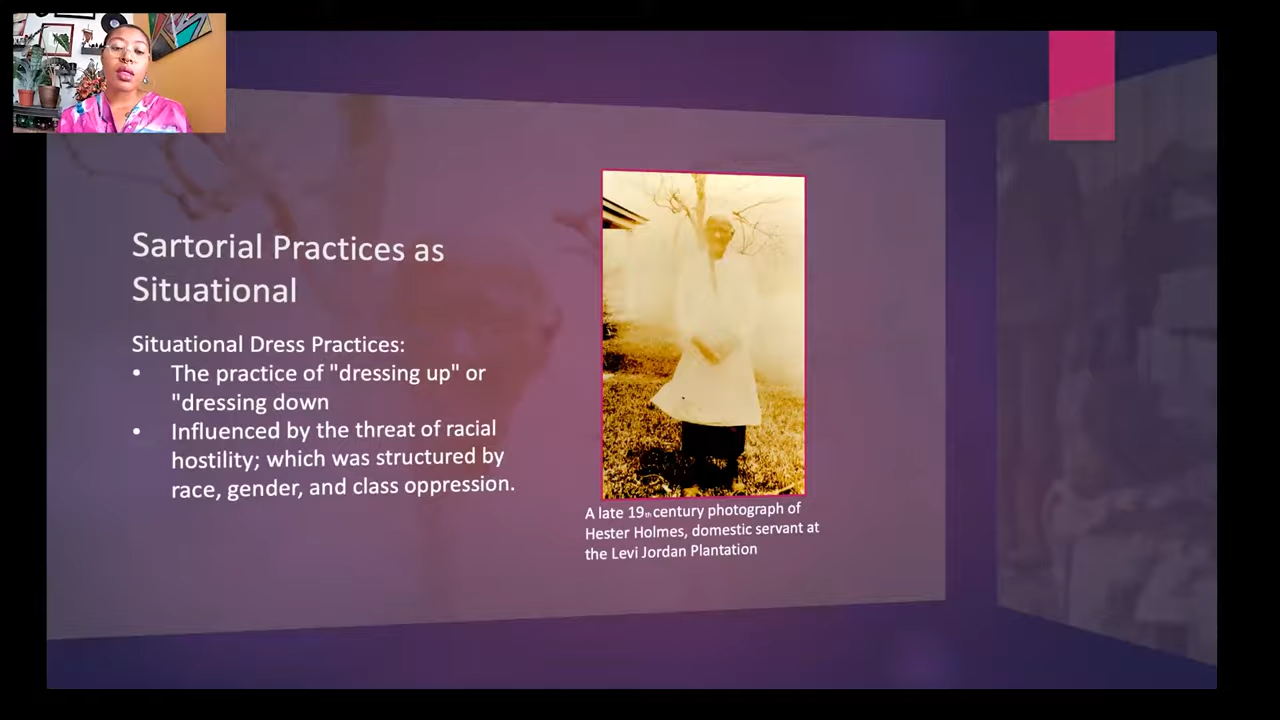 Sartorial Practices as
Situational
Situational Dress Practices:
• The practice of "dressing up" or
"dressing down
• Influenced by the threat of racial
hostility; which was structured by
race, gender, and class oppression.
A late 19th century photograph of
Hester Holmes, domestic servant at
the Levi Jordan Plantation